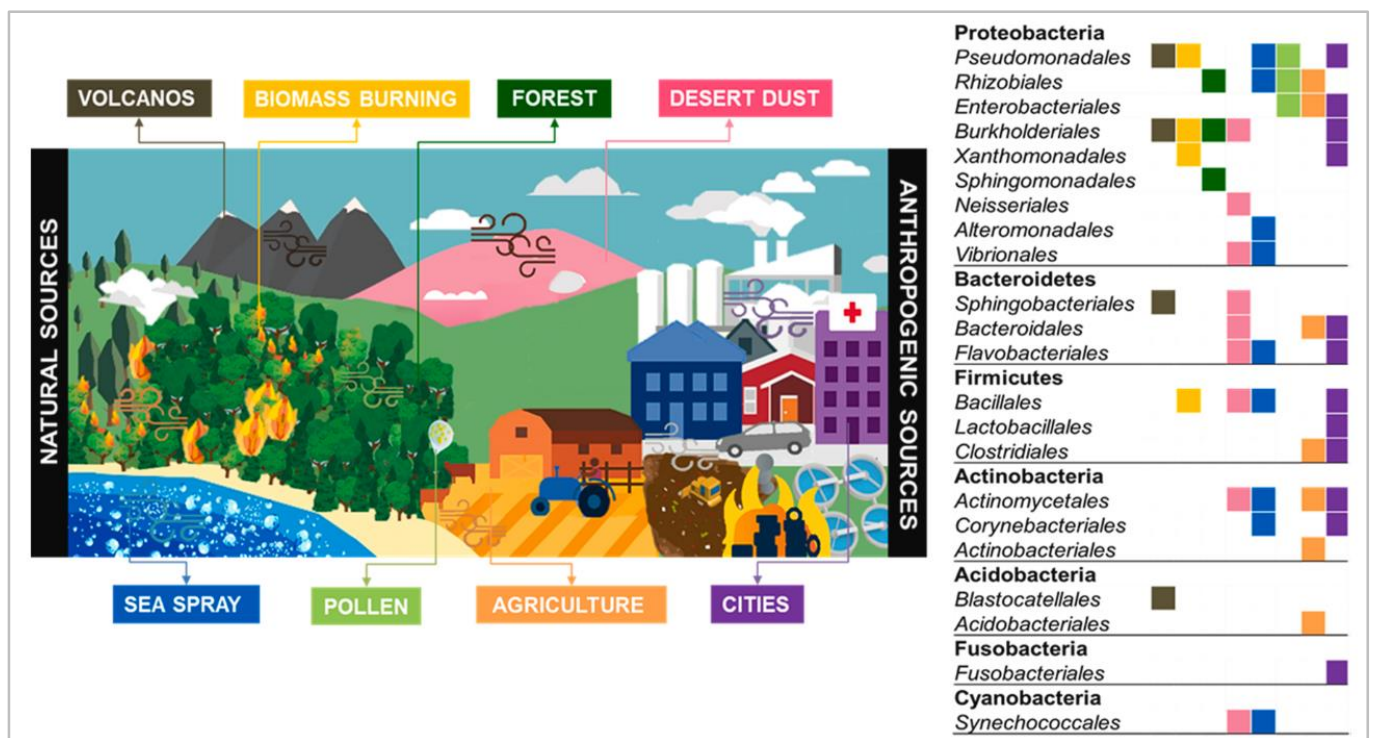 VOLCANOS
BIOMASS BURNING
FOREST
DESERT DUST
NATURAL SOURCES
ANTHROPOGENIC SOURCES
SEA SPRAY
POLLEN
AGRICULTURE
CITIES
Proteobacteria
Pseudomonadales
Rhizobiales
Enterobacteriales
Burkholderiales
Xanthomonadales
Sphingomonadales
Neisseriales
Alteromonadales
Vibrionales
Bacteroidetes
Sphingobacteriales
Bacteroidales
Flavobacteriales
Firmicutes
Bacillales
Lactobacillales
Clostridiales
Actinobacteria
Actinomycetales
Corynebacteriales
Actinobacteriales
Acidobacteria
Blastocatellales
Acidobacteriales
Fusobacteria
Fusobacteriales
Cyanobacteria
Synechococcales